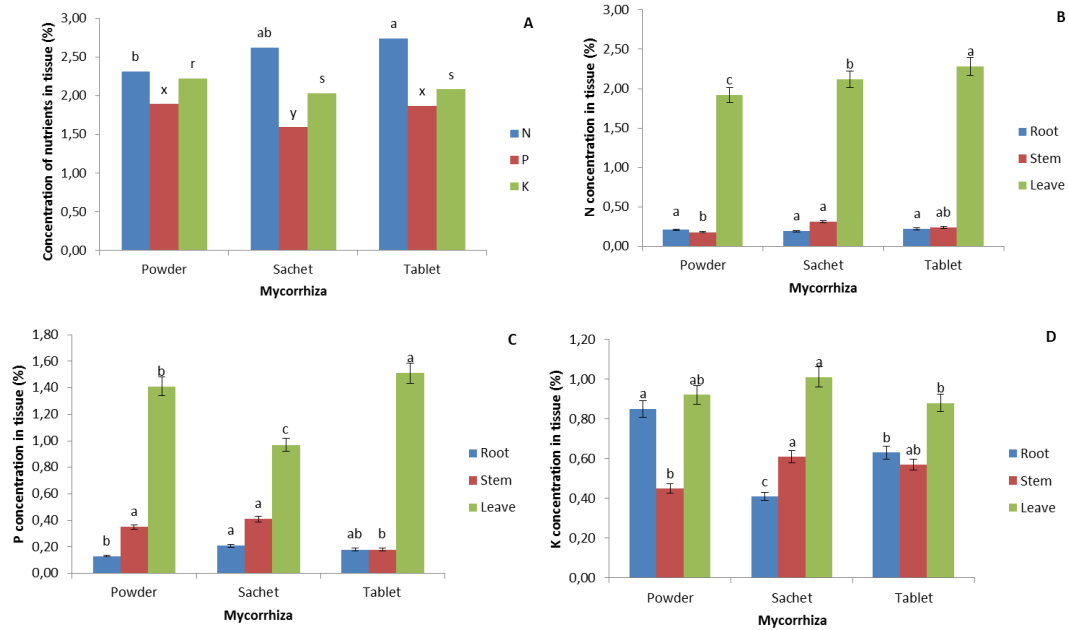 A
Concentration of nutrients in tissue (%)
3,00
2,50
2,00
1,50
1,00
0,50
0,00
b
x
r
ab
y
s
a
x
s
N
P
K
Powder
Sachet
Tablet
Mycorrhiza
B
N concentration in tissue (%)
3,00
2,50
2,00
1,50
1,00
0,50
0,00
a
b
c
a
a
b
a
ab
a
Root
Stem
Leave
Powder
Sachet
Tablet
Mycorrhiza
C
P concentration in tissue (%)
1,80
1,60
1,40
1,20
1,00
0,80
0,60
0,40
0,20
0,00
b
a
b
a
a
c
ab
b
a
Root
Stem
Leave
Powder
Sachet
Tablet
Mycorrhiza
D
K concentration in tissue (%)
1,20
1,00
0,80
0,60
0,40
0,20
0,00
a
b
ab
c
a
a
b
ab
b
Root
Stem
Leave
Powder
Sachet
Tablet
Mycorrhiza